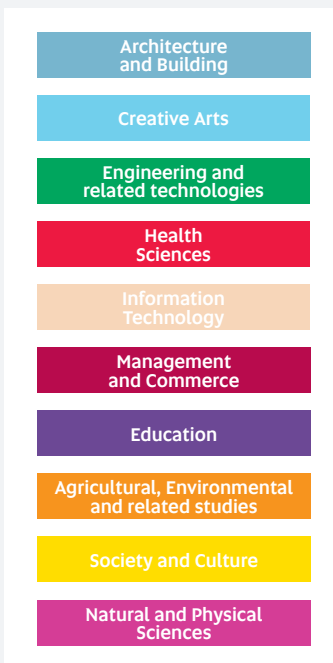 Architecture
and Building
Creative Arts
Engineering and
related technologies
Health
Sciences
Information
Technology
Management
and Commerce
Education
Agricultural, Environmental
and related studies
Society and Culture
Natural and Physical
Sciences